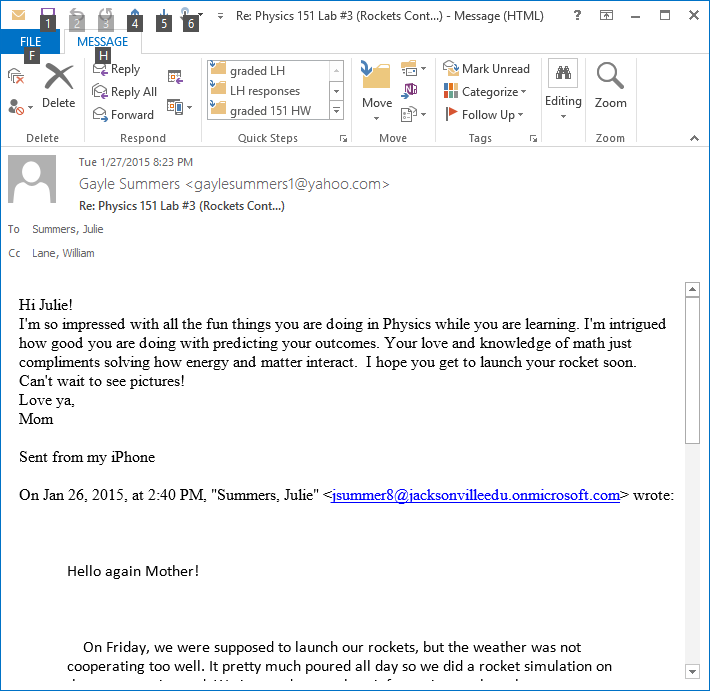 Re: Physics 151 Lab #3 (Rockets Cont...) - Message (HTML)
1 2 3 4 5 6
FILE MESSAGE
F H
Delete
Reply
Reply All
Forward
graded LH
LH responses
graded 151 HW
Move
Mark Unread
Categorize
Follow Up
Editing
Zoom
Delete Respond Quick Steps Move Tags Zoom
Tue 1/27/2015 8:23 PM
Gayle Summers <gaylesummers1@yahoo.com>
Re: Physics 151 Lab #3 (Rockets Cont...)
To Summers, Julie
Cc Lane, William
Hi Julie!
I'm so impressed with all the fun things you are doing in Physics while you are learning. I'm intrigued
how good you are doing with predicting your outcomes. Your love and knowledge of math just
compliments solving how energy and matter interact.  I hope you get to launch your rocket soon.
Can't wait to see pictures!
Love ya,
Mom
Sent from my iPhone
On Jan 26, 2015, at 2:40 PM, "Summers, Julie" <jsummer8@jacksonvilleedu.onmicrosoft.com> wrote:
Hello again Mother!
On Friday, we were supposed to launch our rockets, but the weather was not
cooperating too well. It pretty much poured all day so we did a rocket simulation on